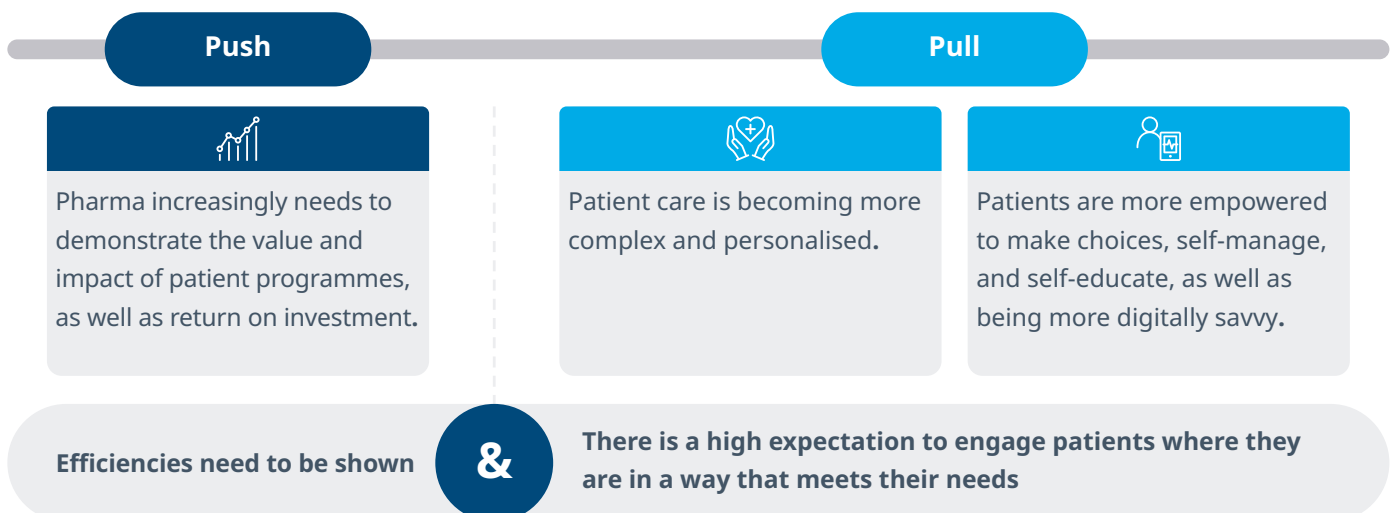 Push
Pull
Pharma increasingly needs to
demonstrate the value and
impact of patient programmes,
as well as return on investment.
Patient care is becoming more
complex and personalised.
Patients are more empowered
to make choices, self-manage,
and self-educate, as well as
being more digitally savvy.
Efficiencies need to be shown
&
There is a high expectation to engage patients where they
are in a way that meets their needs